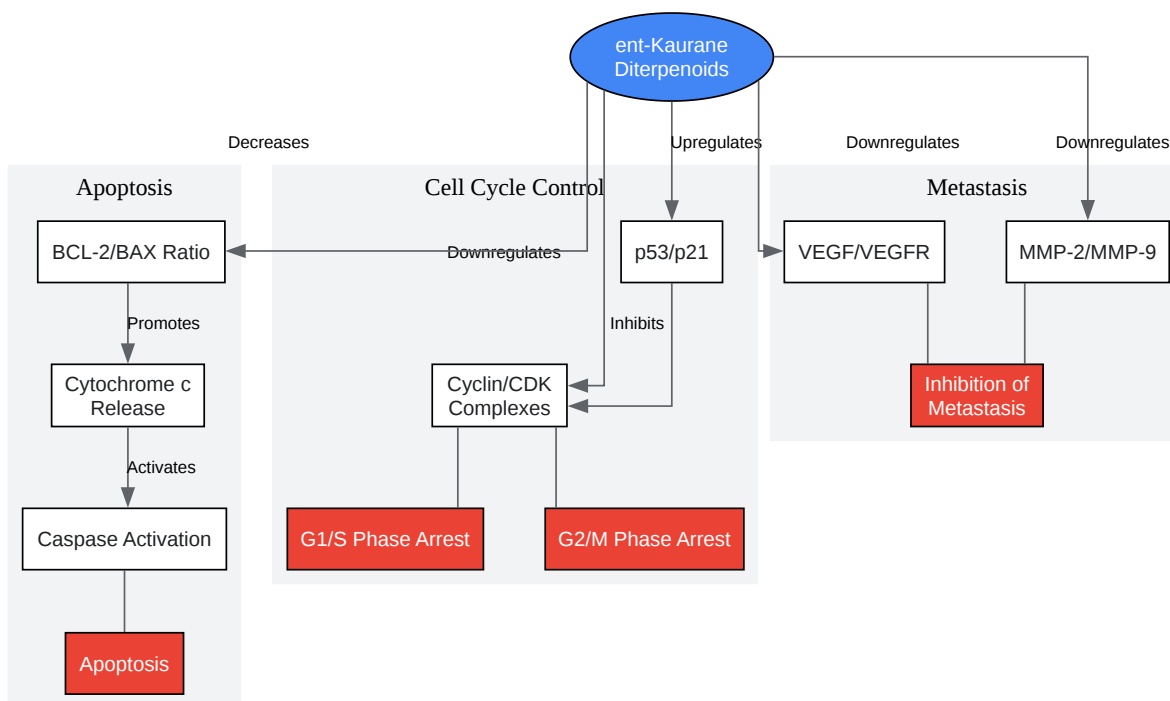 ent-Kaurane
Diterpenoids
Decreases
Upregulates
Downregulates
Downregulates
Apoptosis
Cell Cycle Control
Metastasis
BCL-2/BAX Ratio
Downregulates
p53/p21
VEGF/VEGFR
MMP-2/MMP-9
Promotes
Inhibits
Cytochrome c
Release
Cyclin/CDK
Complexes
Inhibition of
Metastasis
Activates
Caspase Activation
G1/S Phase Arrest
G2/M Phase Arrest
Apoptosis